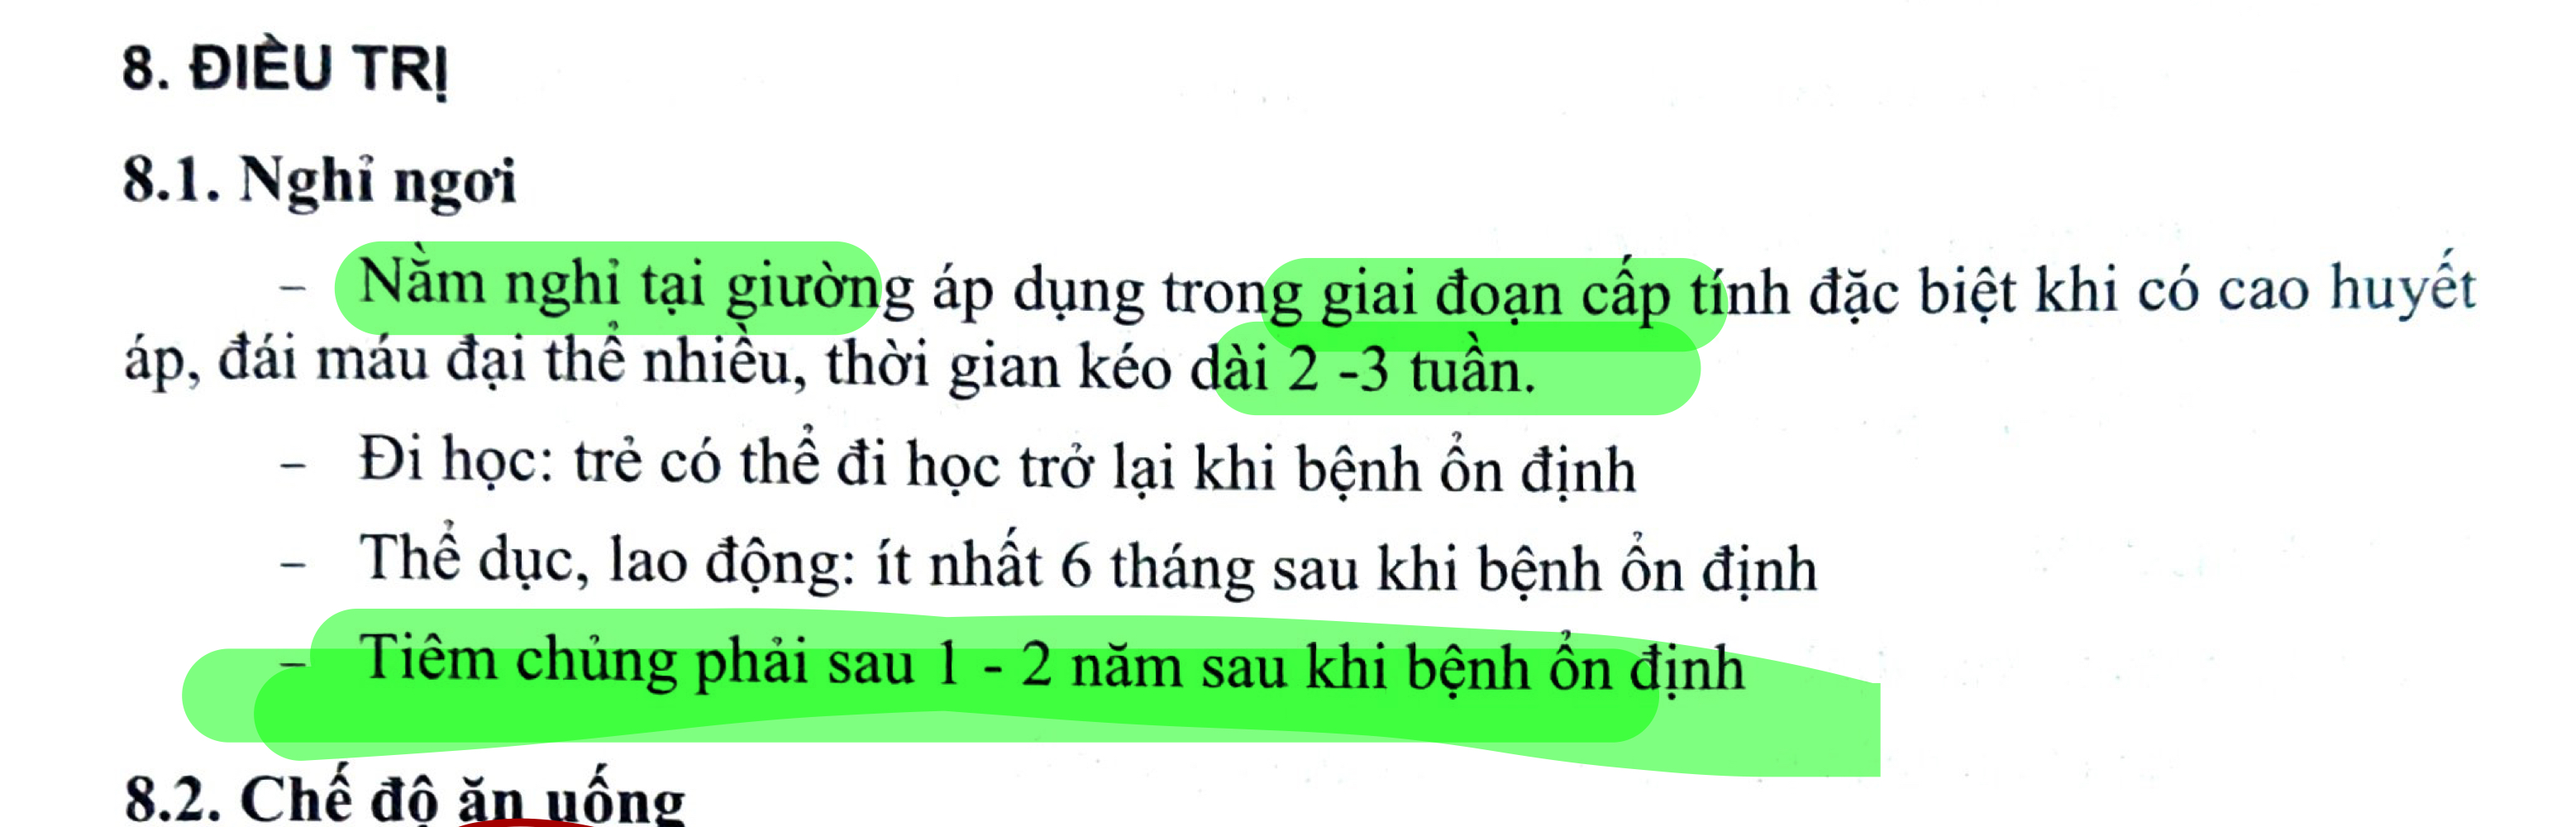 8. ĐIỀU TRỊ
8.1. Nghỉ ngơi
– Nằm nghỉ tại giường áp dụng trong giai đoạn cấp tính đặc biệt khi có cao huyết
áp, đái máu đại thể nhiều, thời gian kéo dài 2 -3 tuần.
– Đi học: trẻ có thể đi học trở lại khi bệnh ổn định
– Thể dục, lao động: ít nhất 6 tháng sau khi bệnh ổn định
– Tiêm chủng phải sau 1 - 2 năm sau khi bệnh ổn định
8.2. Chế độ ăn uống